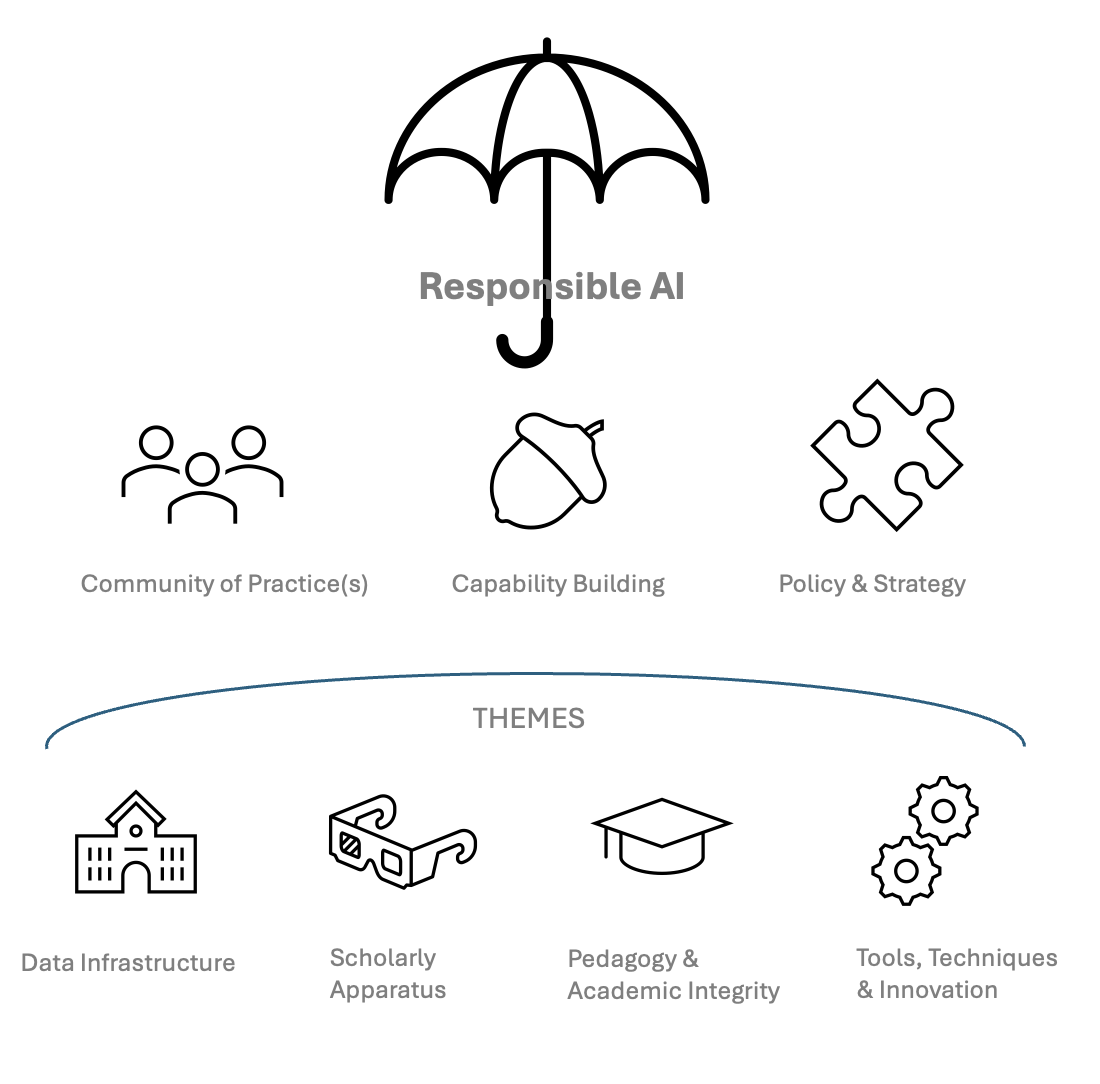 Responsible AI
Community of Practice(s)
Capability Building
Policy & Strategy
THEMES
Data Infrastructure
Scholarly
Apparatus
Pedagogy &
Academic Integrity
Tools, Techniques
& Innovation